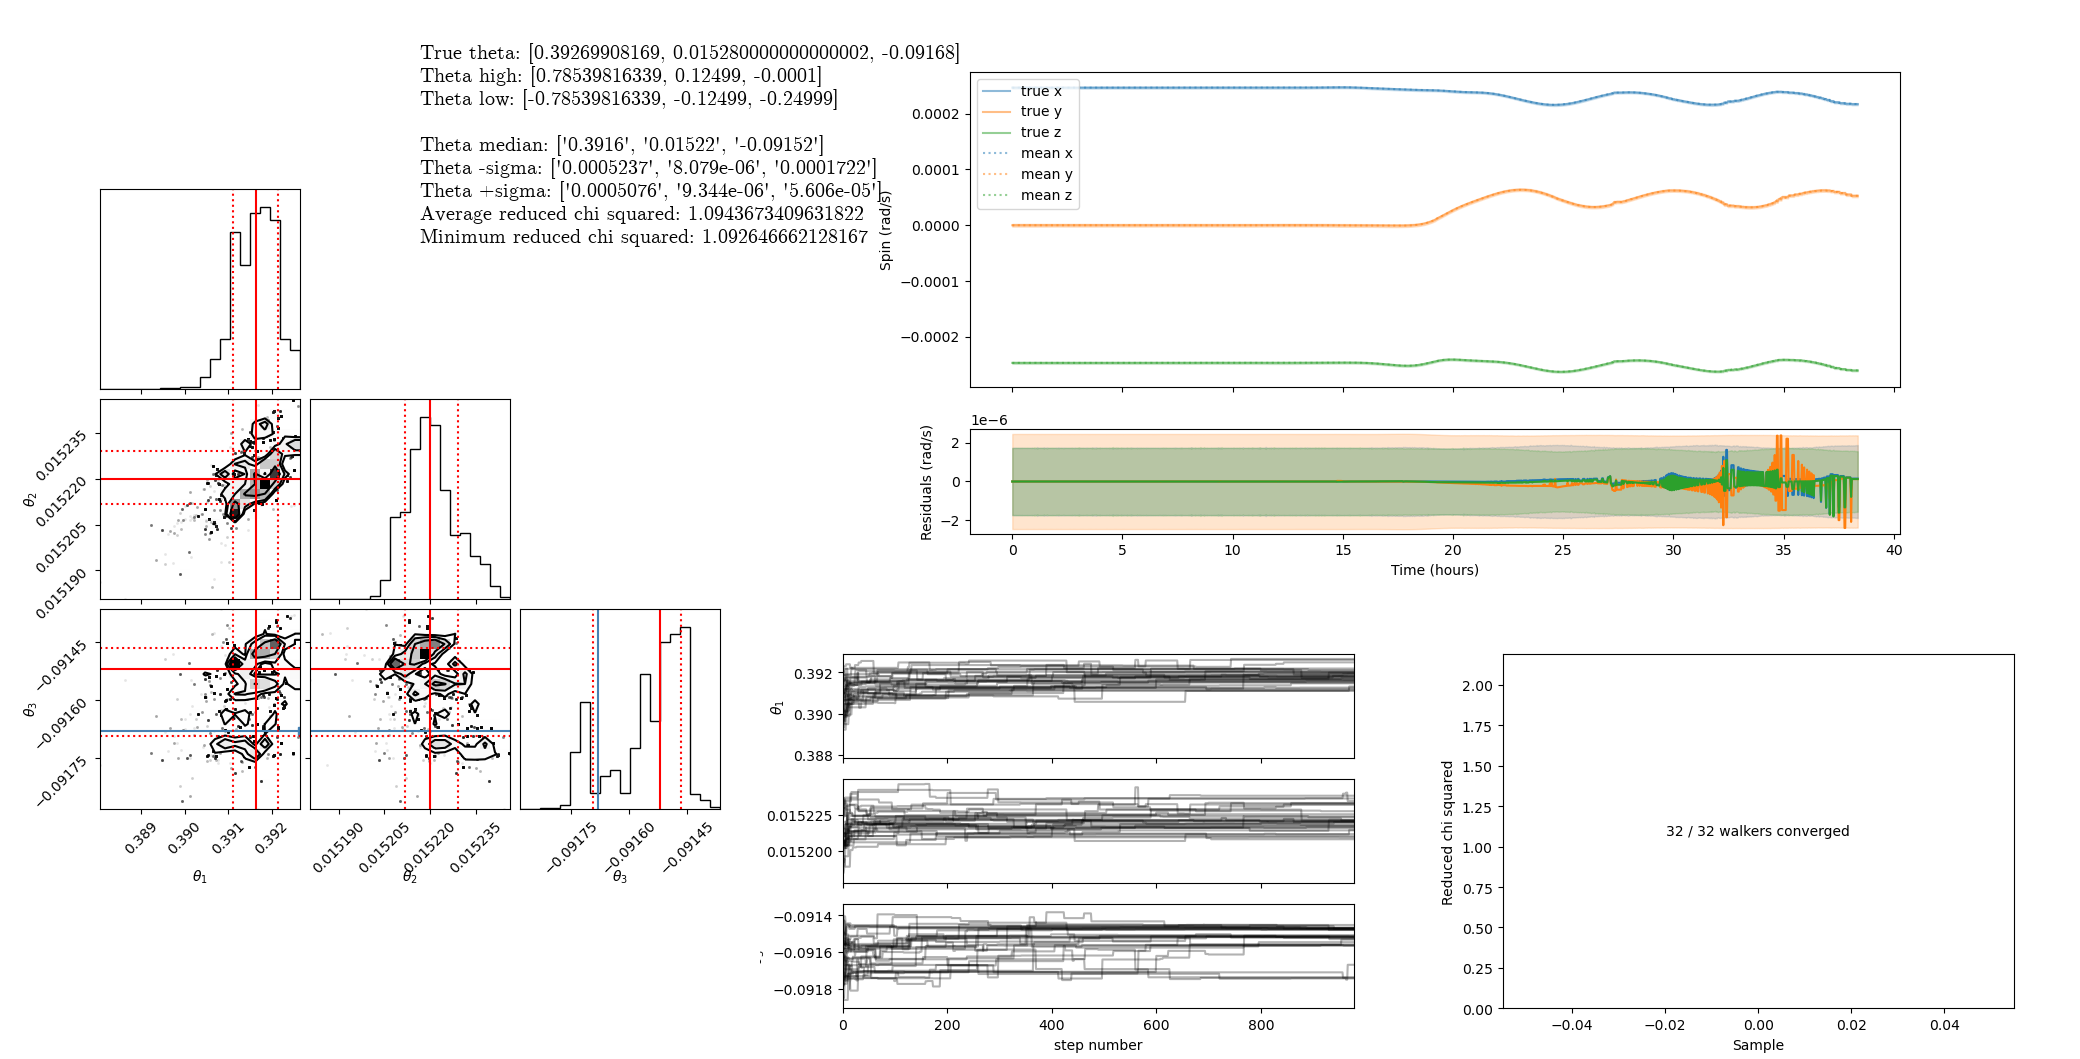 True theta: [0.39269908169, 0.015280000000000002, -0.09168]
Theta high: [0.78539816339, 0.12499, -0.0001]
Theta low: [-0.78539816339, -0.12499, -0.24999]
Theta median: ['0.3916', '0.01522', '-0.09152']
Theta -sigma: ['0.0005237', '8.079e-06', '0.0001722']
Theta +sigma: ['0.0005076', '9.344e-06', '5.606e-05']
Average reduced chi squared: 1.0943673409631822
Minimum reduced chi squared: 1.092646662128167
true x
true y
true z
mean x
mean y
mean z
Spin (rad/s)
0.0002
0.0001
0.0000
−0.0001
−0.0002
1e−6
Residuals (rad/s)
2
0
−2
0 5 10 15 20 25 30 35 40
Time (hours)
θ2
0.015235
0.015220
0.015205
0.015190
θ3
−0.09145
−0.09160
−0.09175
0.389 0.390 0.391 0.392
θ1
0.015190 0.015205 0.015220 0.015235
θ2
−0.09175 −0.09160 −0.09145
θ3
θ1
0.392
0.390
0.388
0.015225
0.015200
−0.0914
−0.0916
−0.0918
0 200 400 600 800
step number
Reduced chi squared
2.00
1.75
1.50
1.25
1.00
0.75
0.50
0.25
0.00
32 / 32 walkers converged
−0.04 −0.02 0.00 0.02 0.04
Sample